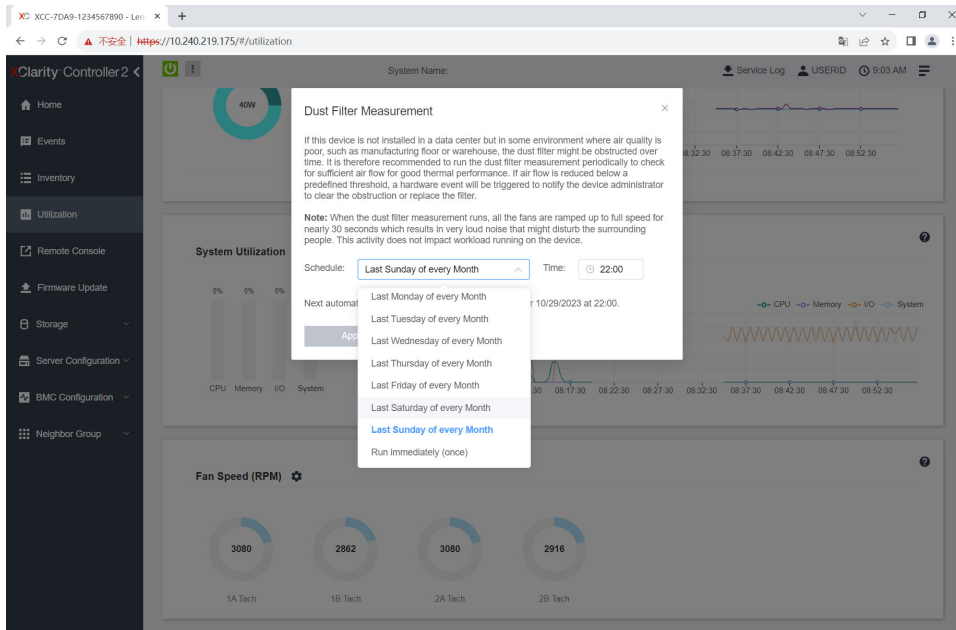 XC XCC-7DA9-1234567890 - Len
不安全 | https://10.240.219.175/#/utilization
XClarity Controller 2
System Name:
Service Log USERID 9:03 AM
Home
Events
Inventory
Utilization
Remote Console
Firmware Update
Storage
Server Configuration
BMC Configuration
Neighbor Group
40W
08:32:30 08:37:30 08:42:30 08:47:30 08:52:30
Dust Filter Measurement
If this device is not installed in a data center but in some environment where air quality is
poor, such as manufacturing floor or warehouse, the dust filter might be obstructed over
time. It is therefore recommended to run the dust filter measurement periodically to check
for sufficient air flow for good thermal performance. If air flow is reduced below a
predefined threshold, a hardware event will be triggered to notify the device administrator
to clear the obstruction or replace the filter.
Note: When the dust filter measurement runs, all the fans are ramped up to full speed for
nearly 30 seconds which results in very loud noise that might disturb the surrounding
people. This activity does not impact workload running on the device.
Schedule: Last Sunday of every Month Time: 22:00
Next automat r 10/29/2023 at 22:00.
App
Last Monday of every Month
Last Tuesday of every Month
Last Wednesday of every Month
Last Thursday of every Month
Last Friday of every Month
Last Saturday of every Month
Last Sunday of every Month
Run immediately (once)
System Utilization
0% 0% 0%
CPU Memory I/O System
CPU Memory I/O System
:30 08:17:30 08:22:30 08:27:30 08:32:30 08:37:30 08:42:30 08:47:30 08:52:30
Fan Speed (RPM)
3080 2862 3080 2916
1A Tach 1B Tach 2A Tach 2B Tach